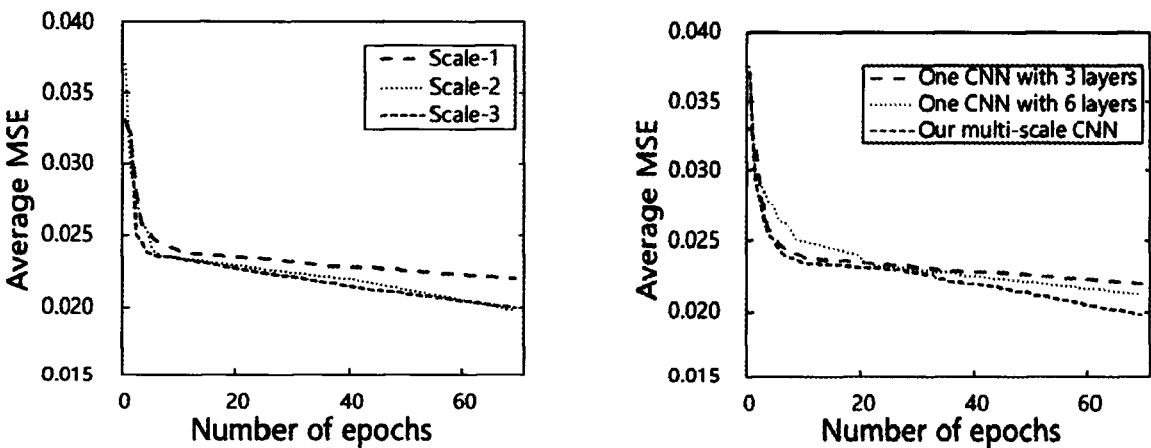 0.040
0.035
0.030
0.025
0.020
0.015
Average MSE
Scale-1
Scale-2
Scale-3
0 20 40 60
Number of epochs
0.040
0.035
0.030
0.025
0.020
0.015
Average MSE
One CNN with 3 layers
One CNN with 6 layers
Our multi-scale CNN
0 20 40 60
Number of epochs